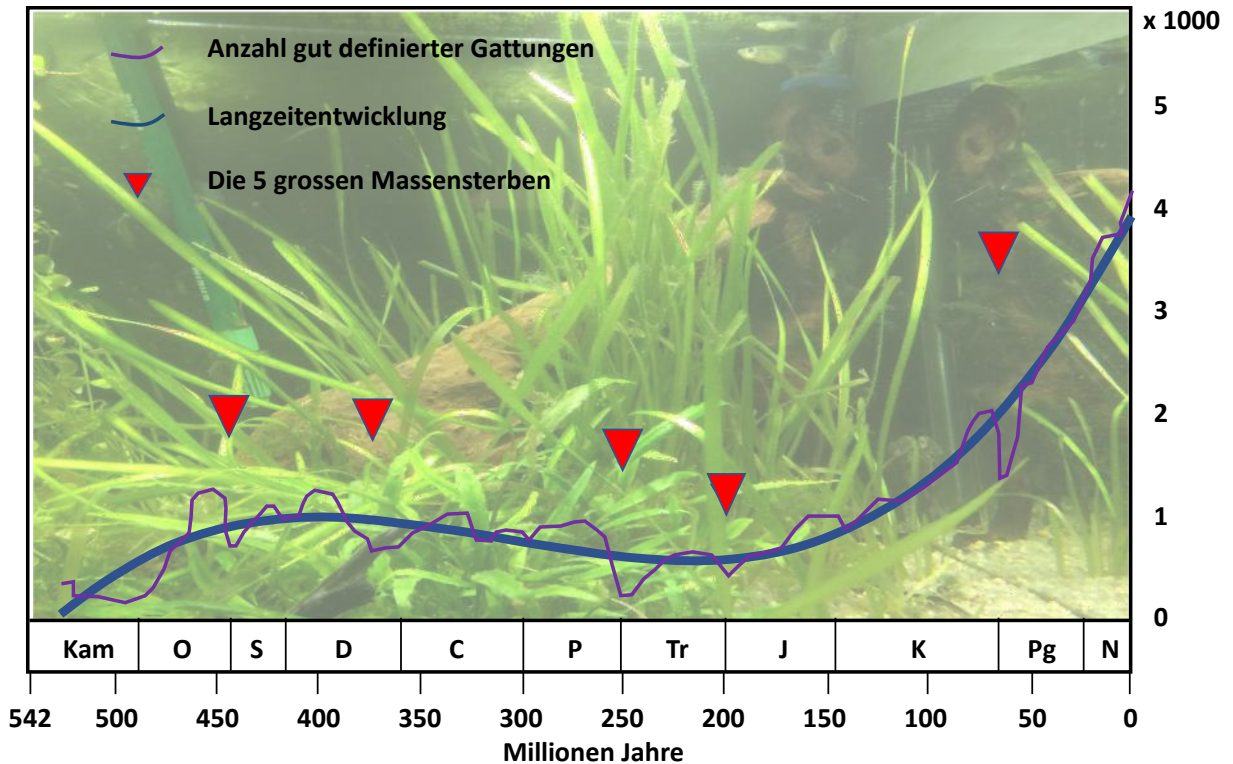 x 1000
Anzahl gut definierter Gattungen
Langzeitentwicklung
Die 5 grossen Massensterben
5
4
3
2
1
0
Kam O S D C P Tr J K Pg N
542 500 450 400 350 300 250 200 150 100 50 0
Millionen Jahre